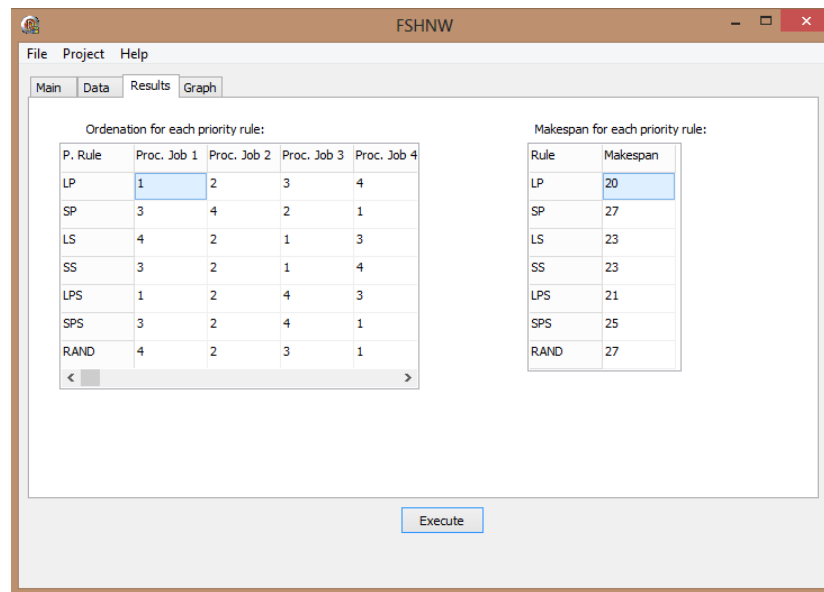 FSHNW
File Project Help
Main Data Results Graph
Ordenation for each priority rule:
P. Rule Proc. Job 1 Proc. Job 2 Proc. Job 3 Proc. Job 4
LP 1 2 3 4
SP 3 4 2 1
LS 4 2 1 3
SS 3 2 1 4
LPS 1 2 4 3
SPS 3 2 4 1
RAND 4 2 3 1
Makespan for each priority rule:
Rule Makespan
LP 20
SP 27
LS 23
SS 23
LPS 21
SPS 25
RAND 27
Execute